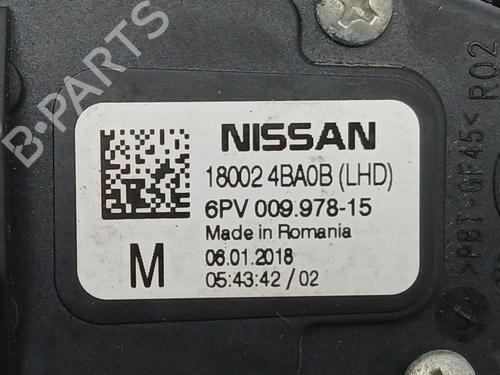 NISSAN
18002 4BA0B (LHD)
6PV 009.978-15
Made in Romania
M
06.01.2018
05:43:42 / 02
>PBT-GF45< RO2
B-PARTS